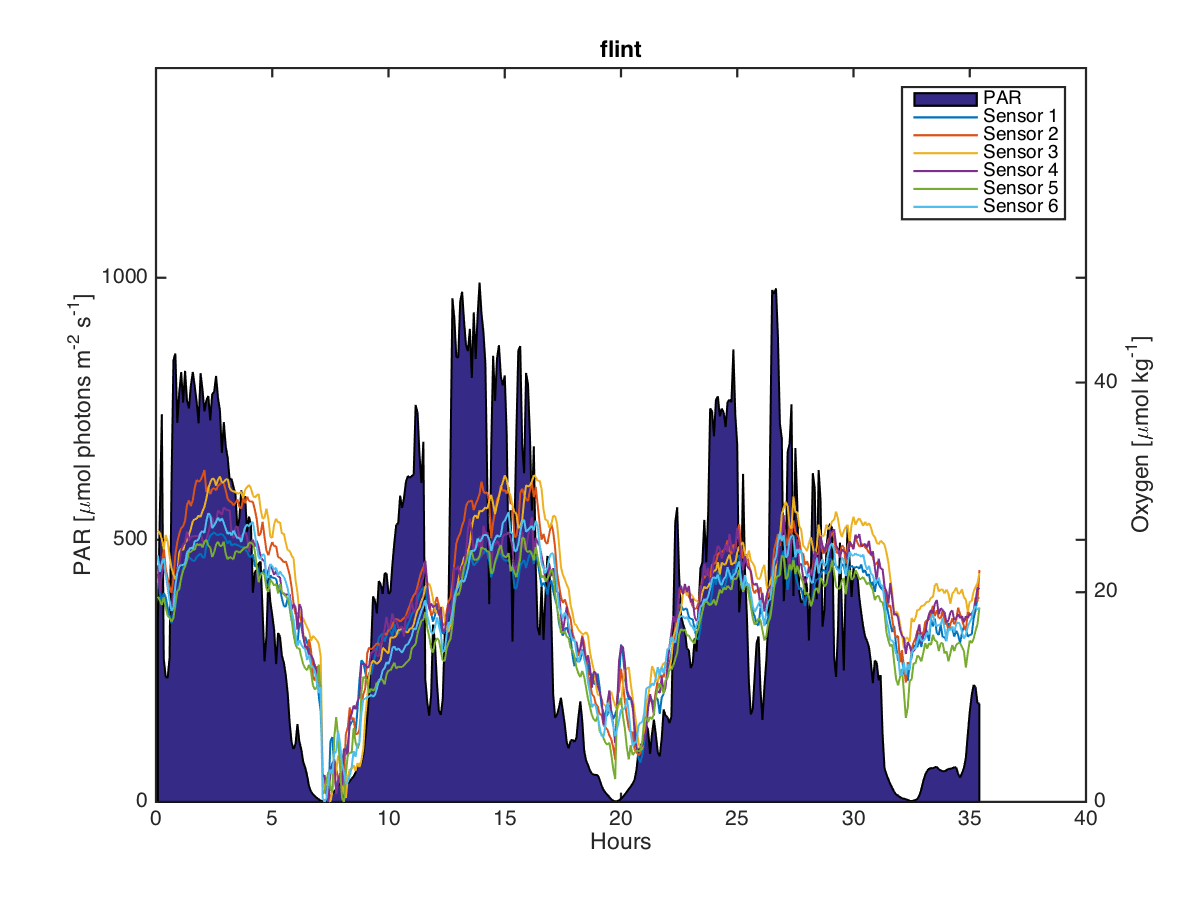 flint
PAR
Sensor 1
Sensor 2
Sensor 3
Sensor 4
Sensor 5
Sensor 6
1000
500
0
PAR [μmol photons m⁻² s⁻¹]
40
20
0
Oxygen [μmol kg⁻¹]
0 5 10 15 20 25 30 35 40
Hours